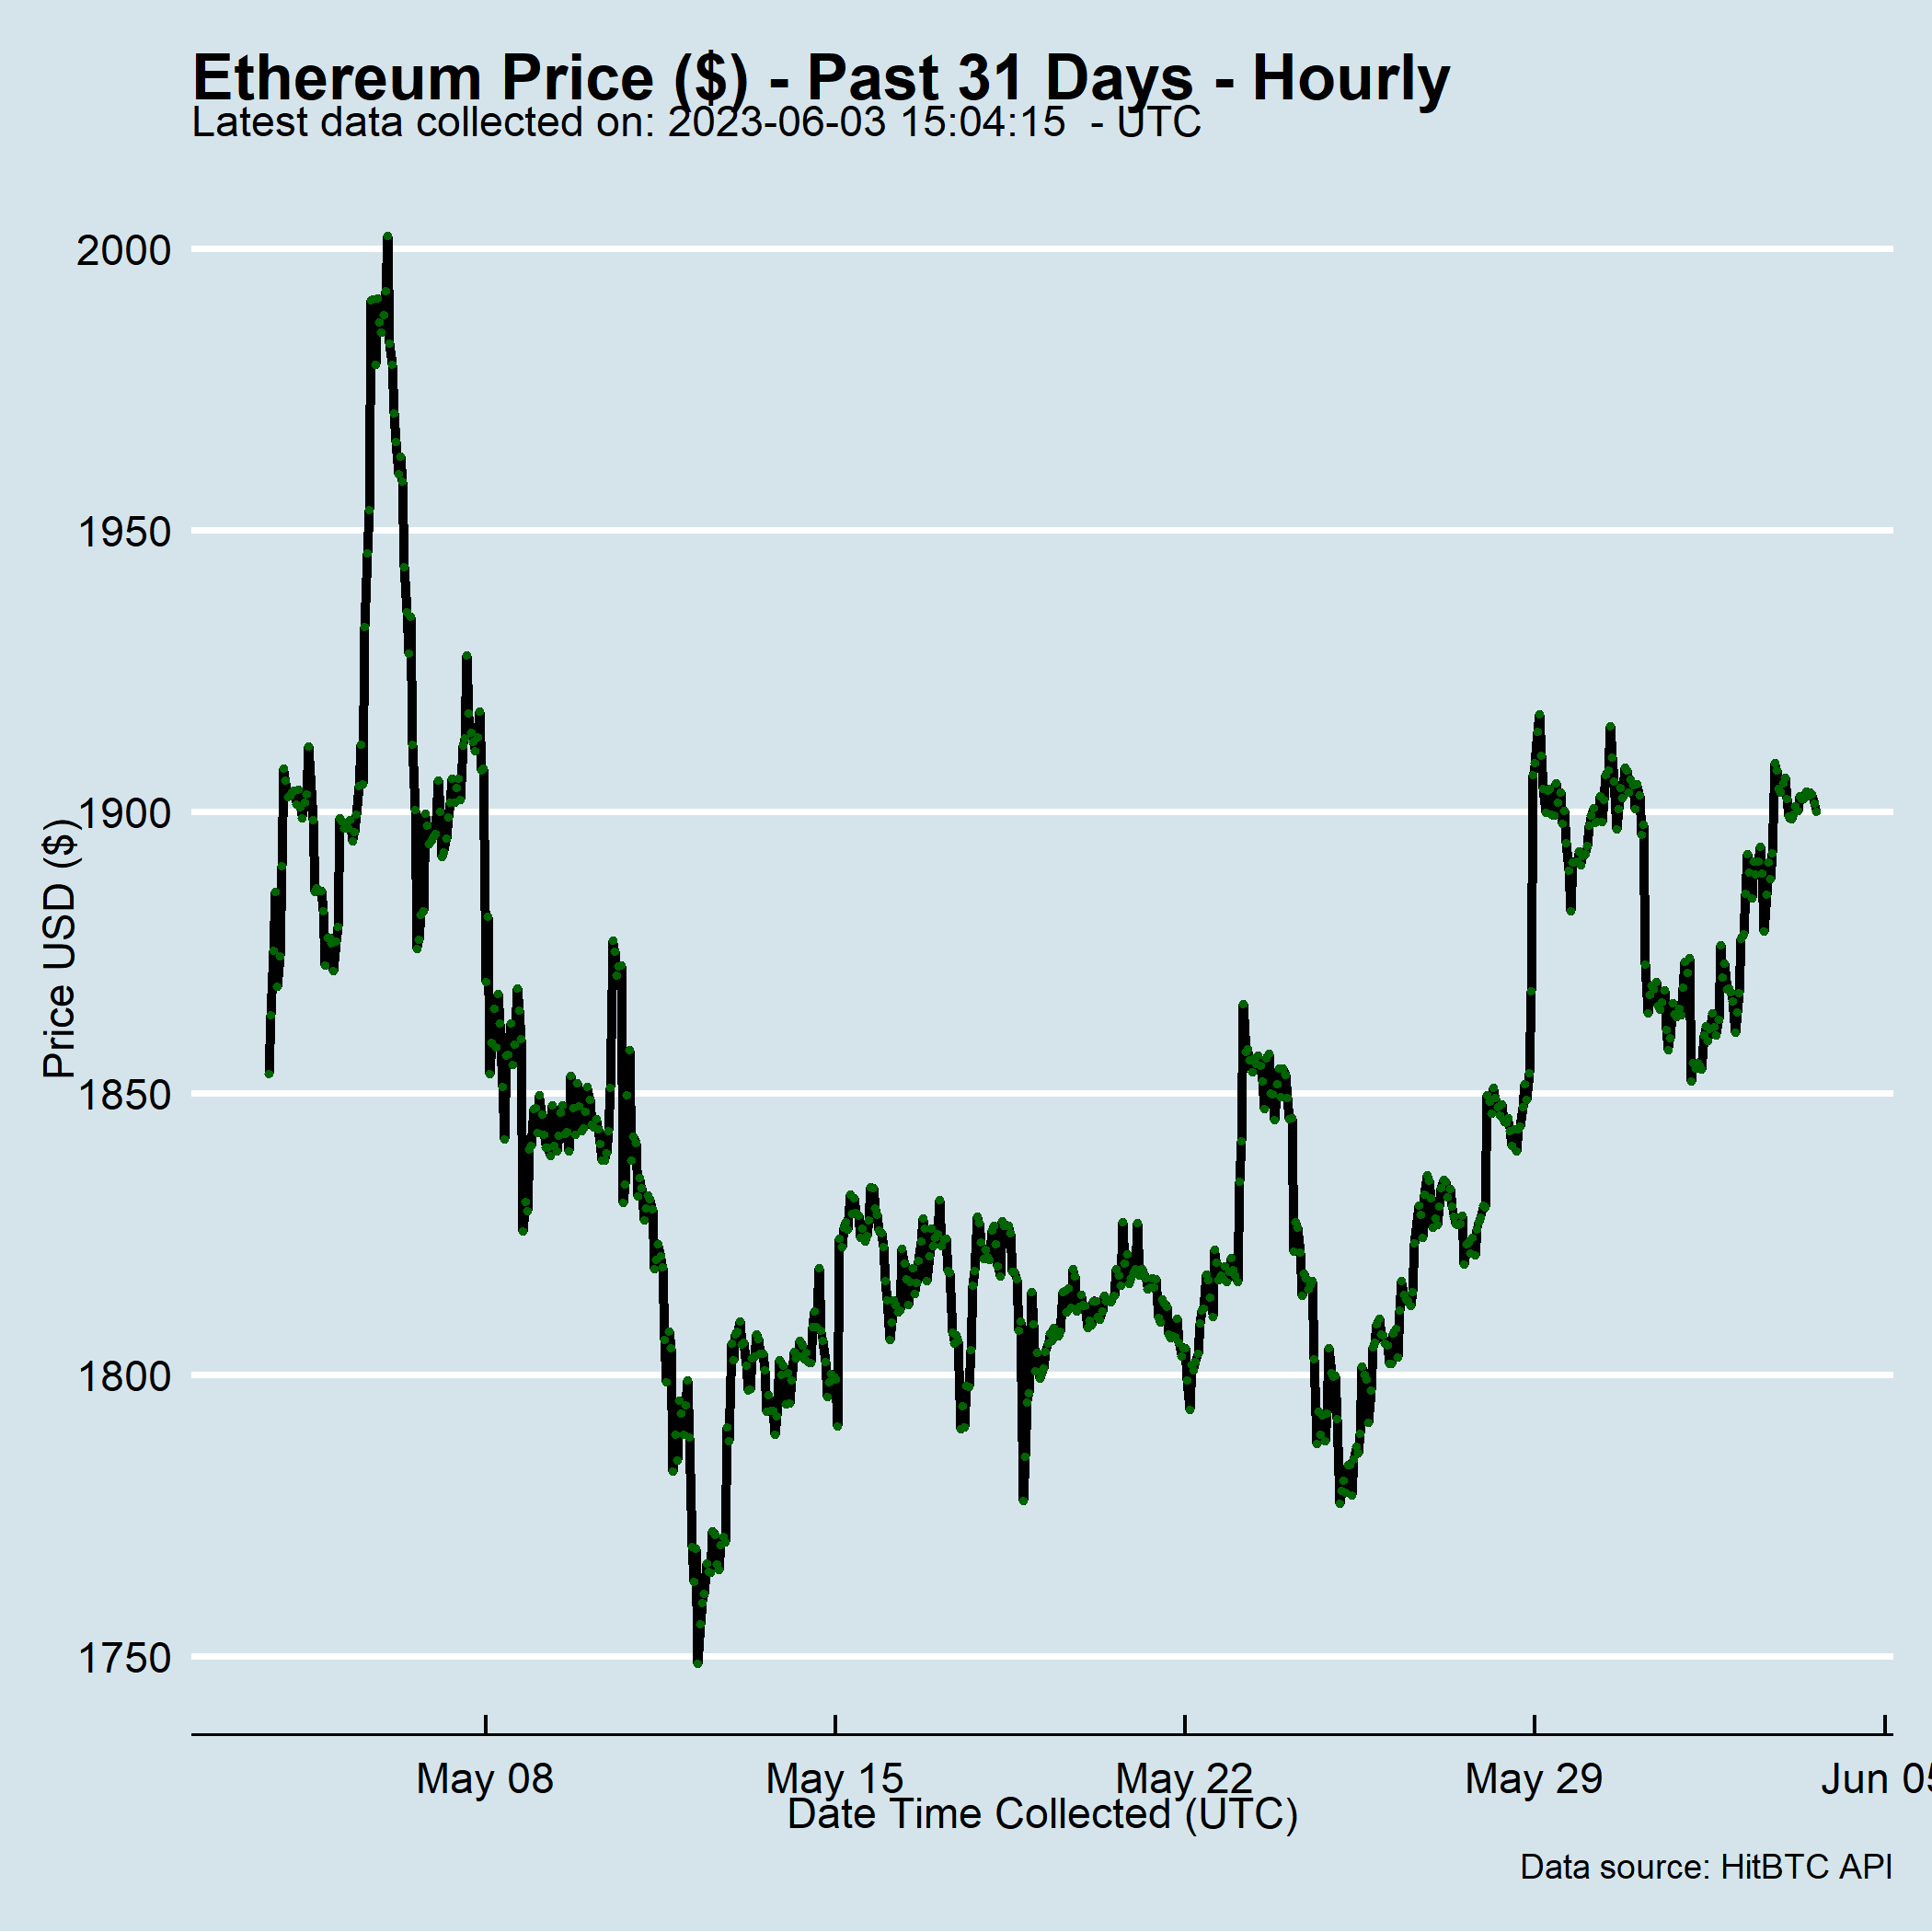 Ethereum Price ($) - Past 31 Days - Hourly
Latest data collected on: 2023-06-03 15:04:15  - UTC
Price USD ($)
2000
1950
1900
1850
1800
1750
May 08
May 15
May 22
May 29
Jun 05
Date Time Collected (UTC)
Data source: HitBTC API